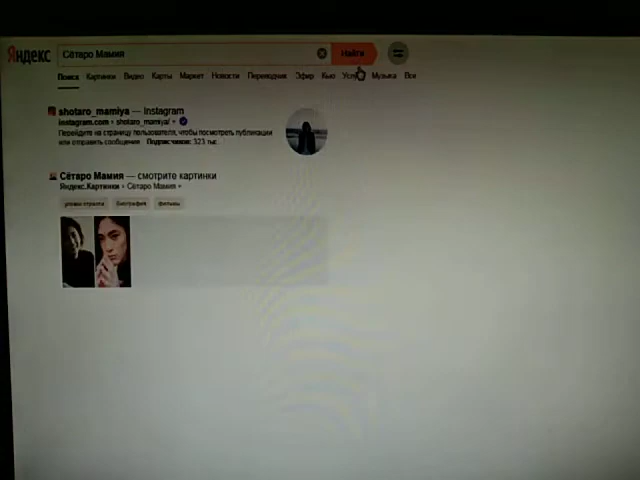 Яндекс
Сётаро Мамия
Найти
Поиск Картинки Видео Карты Маркет Новости Переводчик Эфир Кью Музыка Все
shotaro_mamiya — Instagram
instagram.com › shotaro_mamiya/
Перейдите на страницу пользователя, чтобы посмотреть публикации
или отправить сообщения Подписчиков: 323 тыс.
Сётаро Мамия — смотрите картинки
Яндекс.Картинки › Сётаро Мамия
биография
фильмы